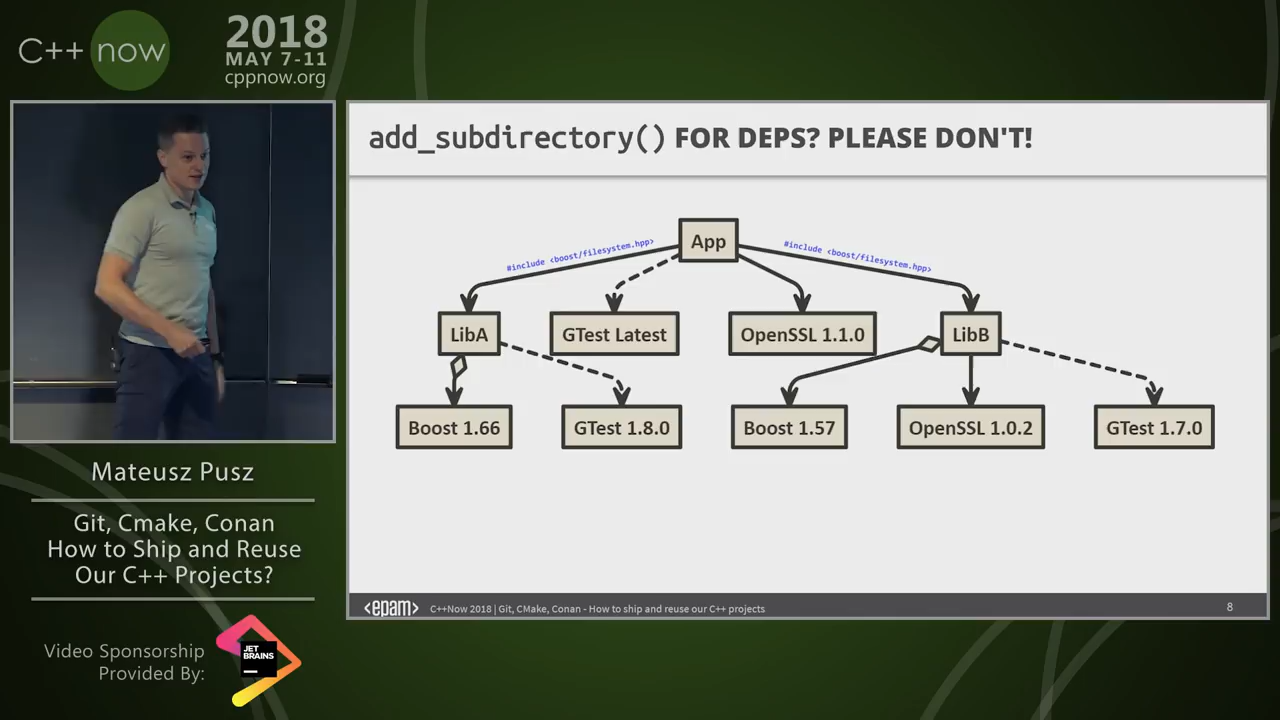 C++ now
2018
MAY 7-11
cppnow.org
add_subdirectory() FOR DEPS? PLEASE DON'T!
App
#include <boost/filesystem.hpp>
#include <boost/filesystem.hpp>
LibA
GTest Latest
OpenSSL 1.1.0
LibB
Boost 1.66
GTest 1.8.0
Boost 1.57
OpenSSL 1.0.2
GTest 1.7.0
<epam>
C++Now 2018 | Git, CMake, Conan - How to ship and reuse our C++ projects
8
Mateusz Pusz
Git, Cmake, Conan
How to Ship and Reuse
Our C++ Projects?
Video Sponsorship
Provided By:
JET
BRAINS